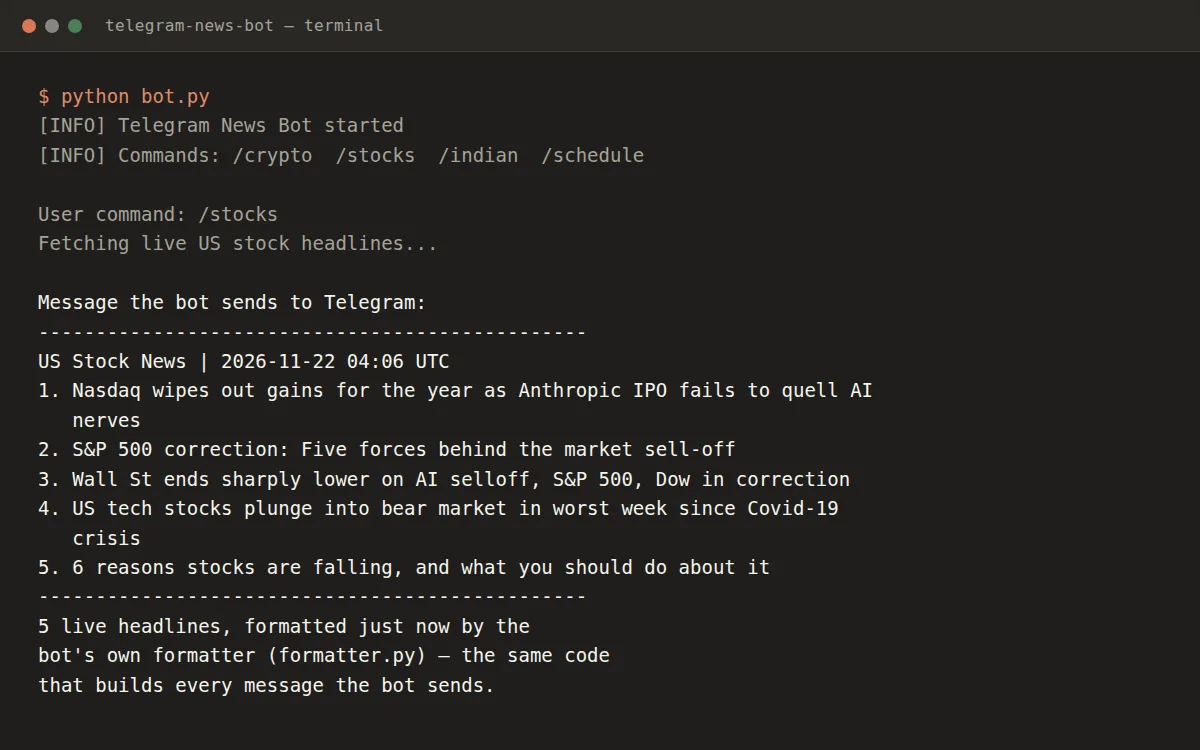 telegram-news-bot — terminal
$ python bot.py
[INFO] Telegram News Bot started
[INFO] Commands: /crypto  /stocks  /indian  /schedule
User command: /stocks
Fetching live US stock headlines...
Message the bot sends to Telegram:
------------------------------------------------
US Stock News | 2026-11-22 04:06 UTC
1. Nasdaq wipes out gains for the year as Anthropic IPO fails to quell AI
   nerves
2. S&P 500 correction: Five forces behind the market sell-off
3. Wall St ends sharply lower on AI selloff, S&P 500, Dow in correction
4. US tech stocks plunge into bear market in worst week since Covid-19
   crisis
5. 6 reasons stocks are falling, and what you should do about it
------------------------------------------------
5 live headlines, formatted just now by the
bot's own formatter (formatter.py) — the same code
that builds every message the bot sends.